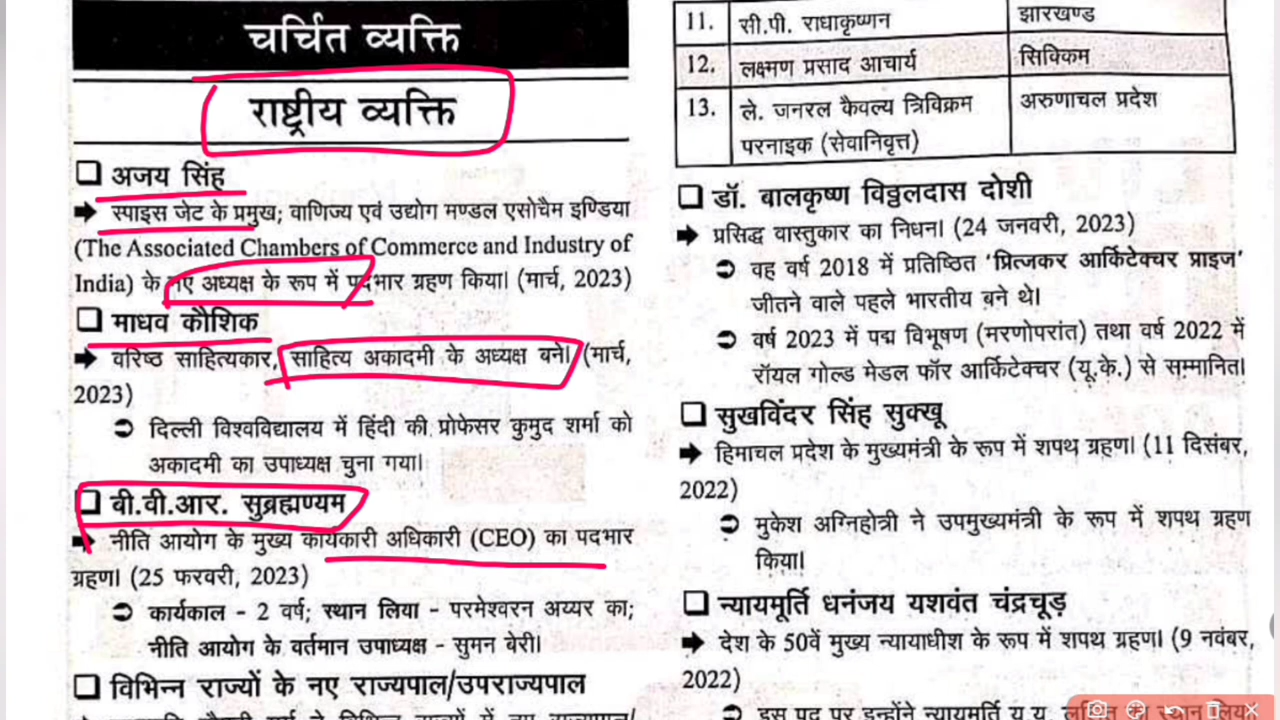 चर्चित व्यक्ति
राष्ट्रीय व्यक्ति
❑ अजय सिंह
➡ स्पाइस जेट के प्रमुख; वाणिज्य एवं उद्योग मण्डल एसोचैम इण्डिया
(The Associated Chambers of Commerce and Industry of
India) के नए अध्यक्ष के रूप में पदभार ग्रहण किया। (मार्च, 2023)
❑ माधव कौशिक
➡ वरिष्ठ साहित्यकार, साहित्य अकादमी के अध्यक्ष बने। (मार्च,
2023)
➲ दिल्ली विश्वविद्यालय में हिंदी की प्रोफेसर कुमुद शर्मा को
अकादमी का उपाध्यक्ष चुना गया।
❑ बी.वी.आर. सुब्रह्मण्यम
➡ नीति आयोग के मुख्य कार्यकारी अधिकारी (CEO) का पदभार
ग्रहण। (25 फरवरी, 2023)
➲ कार्यकाल - 2 वर्ष; स्थान लिया - परमेश्वरन अय्यर का;
नीति आयोग के वर्तमान उपाध्यक्ष - सुमन बेरी।
❑ विभिन्न राज्यों के नए राज्यपाल/उपराज्यपाल
11. सी.पी. राधाकृष्णन झारखण्ड
12. लक्ष्मण प्रसाद आचार्य सिक्किम
13. ले. जनरल कैवल्य त्रिविक्रम अरुणाचल प्रदेश
परनाइक (सेवानिवृत्त)
❑ डॉ. बालकृष्ण विठ्ठलदास दोशी
➡ प्रसिद्ध वास्तुकार का निधन। (24 जनवरी, 2023)
➲ वह वर्ष 2018 में प्रतिष्ठित 'प्रित्जकर आर्किटेक्चर प्राइज'
जीतने वाले पहले भारतीय बने थे।
➲ वर्ष 2023 में पद्म विभूषण (मरणोपरांत) तथा वर्ष 2022 में
रॉयल गोल्ड मेडल फॉर आर्किटेक्चर (यू.के.) से सम्मानित।
❑ सुखविंदर सिंह सुक्खू
➡ हिमाचल प्रदेश के मुख्यमंत्री के रूप में शपथ ग्रहण। (11 दिसंबर,
2022)
➲ मुकेश अग्निहोत्री ने उपमुख्यमंत्री के रूप में शपथ ग्रहण
किया।
❑ न्यायमूर्ति धनंजय यशवंत चंद्रचूड़
➡ देश के 50वें मुख्य न्यायाधीश के रूप में शपथ ग्रहण। (9 नवंबर,
2022)
➲ इस पद पर इन्होंने न्यायमूर्ति यू.यू. ललित का स्थान लिया